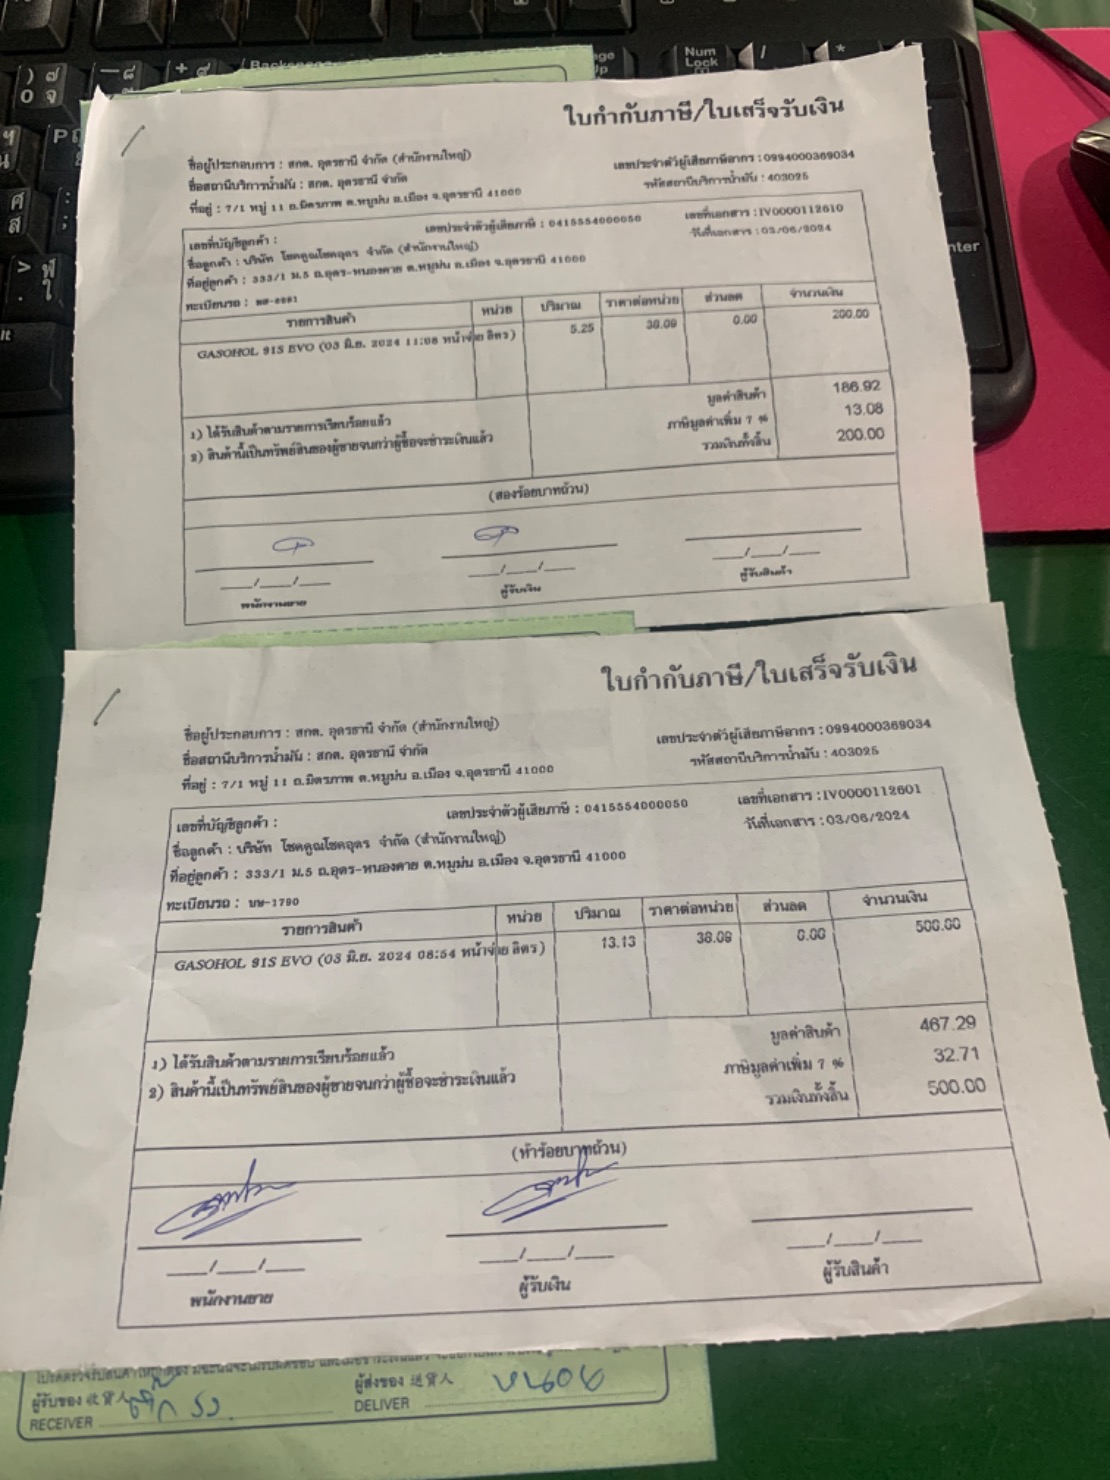 Backspace
Num
Lock
/
*
) ๗
0 จ
ใบกำกับภาษี/ใบเสร็จรับเงิน
ชื่อผู้ประกอบการ : สกต. อุดรธานี จำกัด (สำนักงานใหญ่)
เลขประจำตัวผู้เสียภาษีอากร : 0994000369034
ชื่อสถานีบริการน้ำมัน : สกต. อุดรธานี จำกัด
รหัสสถานีบริการน้ำมัน : 403025
ที่อยู่ : 7/1 หมู่ 11 ถ.มิตรภาพ ต.หมูม่น อ.เมือง จ.อุดรธานี 41000
เลขที่บัญชีลูกค้า :
เลขประจำตัวผู้เสียภาษี : 0415554000050
เลขที่เอกสาร : IV0000112610
ชื่อลูกค้า : บริษัท โชคคูณโชคอุดร จำกัด (สำนักงานใหญ่)
วันที่เอกสาร : 03/06/2024
ที่อยู่ลูกค้า : 333/1 ม.5 ถ.อุดร-หนองคาย ต.หมูม่น อ.เมือง จ.อุดรธานี 41000
ทะเบียนรถ :
รายการสินค้า หน่วย ปริมาณ ราคาต่อหน่วย ส่วนลด จำนวนเงิน
GASOHOL 91S EVO (03 มิ.ย. 2024 11:08 หน้าจ่าย ลิตร) 5.25 38.09 0.00 200.00
มูลค่าสินค้า 186.92
1) ได้รับสินค้าตามรายการเรียบร้อยแล้ว
ภาษีมูลค่าเพิ่ม 7 % 13.08
2) สินค้านี้เป็นทรัพย์สินของผู้ขายจนกว่าผู้ซื้อจะชำระเงินแล้ว
รวมเงินทั้งสิ้น 200.00
(สองร้อยบาทถ้วน)
___/___/___ ___/___/___ ___/___/___
พนักงานขาย ผู้รับเงิน ผู้รับสินค้า
ใบกำกับภาษี/ใบเสร็จรับเงิน
ชื่อผู้ประกอบการ : สกต. อุดรธานี จำกัด (สำนักงานใหญ่)
เลขประจำตัวผู้เสียภาษีอากร : 0994000369034
ชื่อสถานีบริการน้ำมัน : สกต. อุดรธานี จำกัด
รหัสสถานีบริการน้ำมัน : 403025
ที่อยู่ : 7/1 หมู่ 11 ถ.มิตรภาพ ต.หมูม่น อ.เมือง จ.อุดรธานี 41000
เลขที่บัญชีลูกค้า :
เลขประจำตัวผู้เสียภาษี : 0415554000050
เลขที่เอกสาร : IV0000112601
ชื่อลูกค้า : บริษัท โชคคูณโชคอุดร จำกัด (สำนักงานใหญ่)
วันที่เอกสาร : 03/06/2024
ที่อยู่ลูกค้า : 333/1 ม.5 ถ.อุดร-หนองคาย ต.หมูม่น อ.เมือง จ.อุดรธานี 41000
ทะเบียนรถ : บษ-1790
รายการสินค้า หน่วย ปริมาณ ราคาต่อหน่วย ส่วนลด จำนวนเงิน
GASOHOL 91S EVO (03 มิ.ย. 2024 08:54 หน้าจ่าย ลิตร) 13.13 38.09 0.00 500.00
มูลค่าสินค้า 467.29
1) ได้รับสินค้าตามรายการเรียบร้อยแล้ว
ภาษีมูลค่าเพิ่ม 7 % 32.71
2) สินค้านี้เป็นทรัพย์สินของผู้ขายจนกว่าผู้ซื้อจะชำระเงินแล้ว
รวมเงินทั้งสิ้น 500.00
(ห้าร้อยบาทถ้วน)
___/___/___ ___/___/___ ___/___/___
พนักงานขาย ผู้รับเงิน ผู้รับสินค้า
ผู้รับของ 收貨人
ผู้ส่งของ 送貨人
RECEIVER
DELIVER